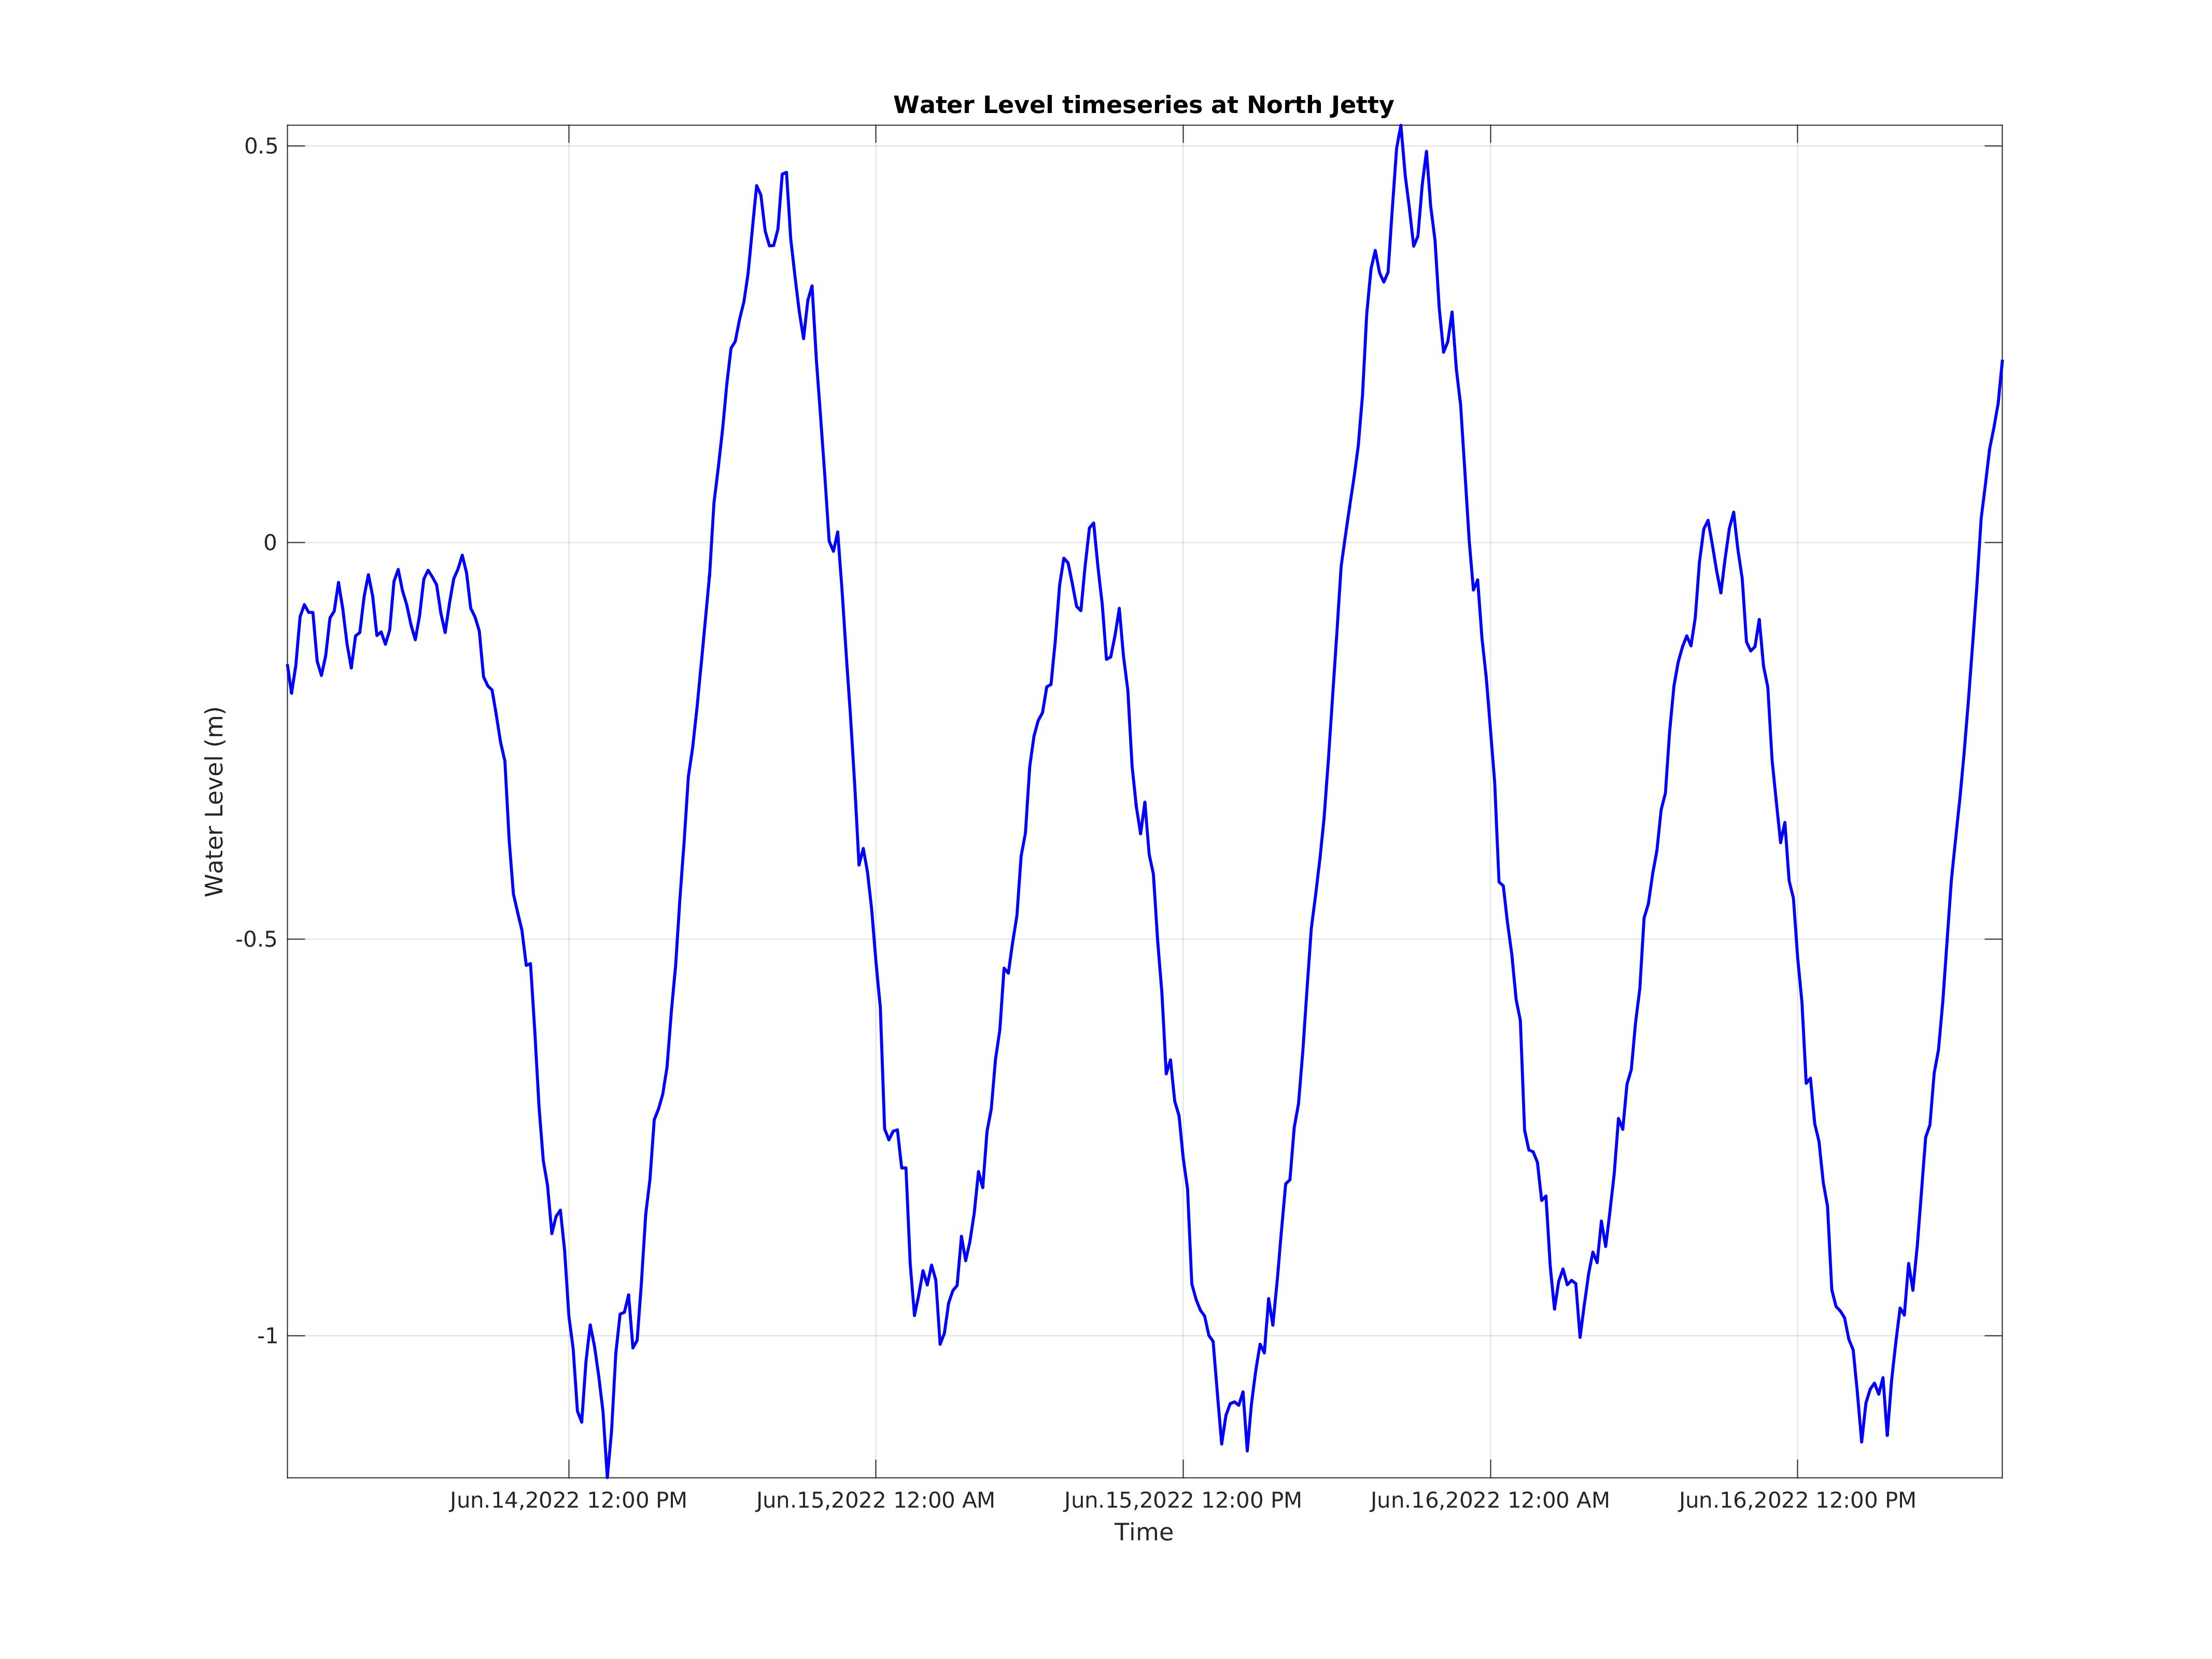 Water Level timeseries at North Jetty
0.5
0
-0.5
-1
Water Level (m)
Jun.14,2022 12:00 PM
Jun.15,2022 12:00 AM
Jun.15,2022 12:00 PM
Jun.16,2022 12:00 AM
Jun.16,2022 12:00 PM
Time